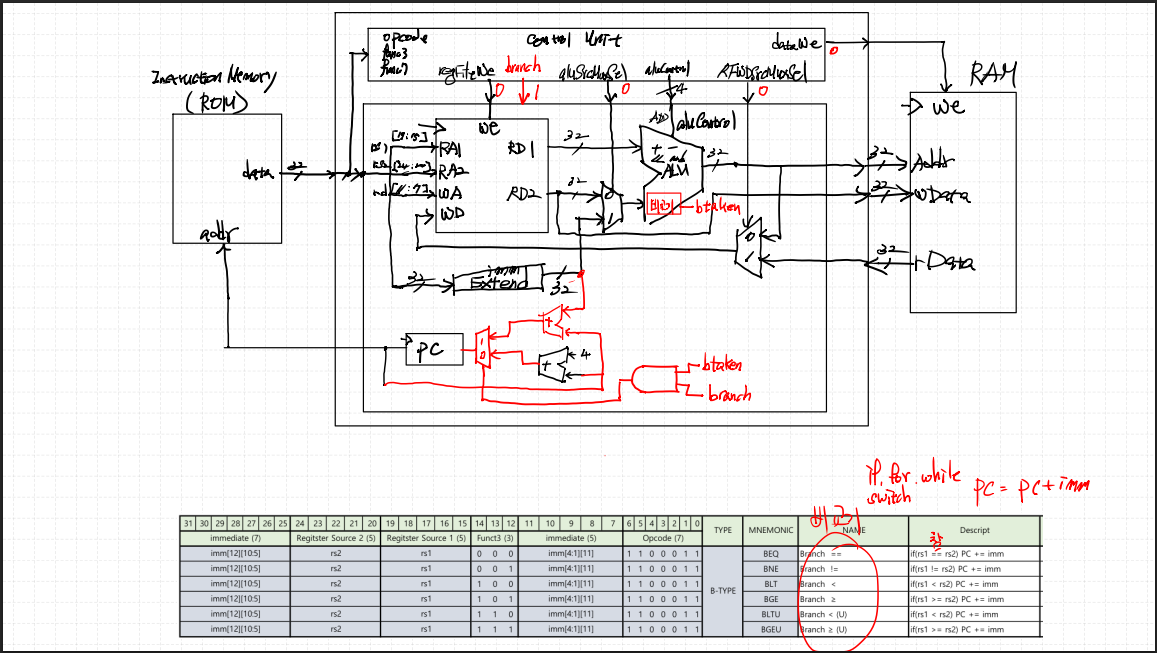 opcode
func3
func7
Control Unit
dataWe
0
regFileWe
branch
aluSrcMuxSel
aluControl
RFWDSrcMuxSel
0
1
0
4
0
Instruction Memory
(ROM)
data
32
addr
RAM
We
Addr
wData
rData
32
32
32
We
RA1
RA2
WA
WD
RD1
RD2
32
32
aluControl
+ -
ALU
32
비교기
btaken
0
1
0
1
32
imm
Extend
32
+
PC
1
0
+
4
btaken
branch
if, for, while
switch
PC = PC + imm
비교
참
31 30 29 28 27 26 25 24 23 22 21 20 19 18 17 16 15 14 13 12 11 10 9 8 7 6 5 4 3 2 1 0 TYPE MNEMONIC NAME Descript
immediate (7) Regitster Source 2 (5) Regitster Source 1 (5) Funct3 (3) immediate (5) Opcode (7)
imm[12][10:5] rs2 rs1 0 0 0 imm[4:1][11] 1 1 0 0 0 1 1 BEQ Branch == if(rs1 == rs2) PC += imm
imm[12][10:5] rs2 rs1 0 0 1 imm[4:1][11] 1 1 0 0 0 1 1 BNE Branch != if(rs1 != rs2) PC += imm
imm[12][10:5] rs2 rs1 1 0 0 imm[4:1][11] 1 1 0 0 0 1 1 BLT Branch < if(rs1 < rs2) PC += imm
B-TYPE
imm[12][10:5] rs2 rs1 1 0 1 imm[4:1][11] 1 1 0 0 0 1 1 BGE Branch ≥ if(rs1 >= rs2) PC += imm
imm[12][10:5] rs2 rs1 1 1 0 imm[4:1][11] 1 1 0 0 0 1 1 BLTU Branch < (U) if(rs1 < rs2) PC += imm
imm[12][10:5] rs2 rs1 1 1 1 imm[4:1][11] 1 1 0 0 0 1 1 BGEU Branch ≥ (U) if(rs1 >= rs2) PC += imm